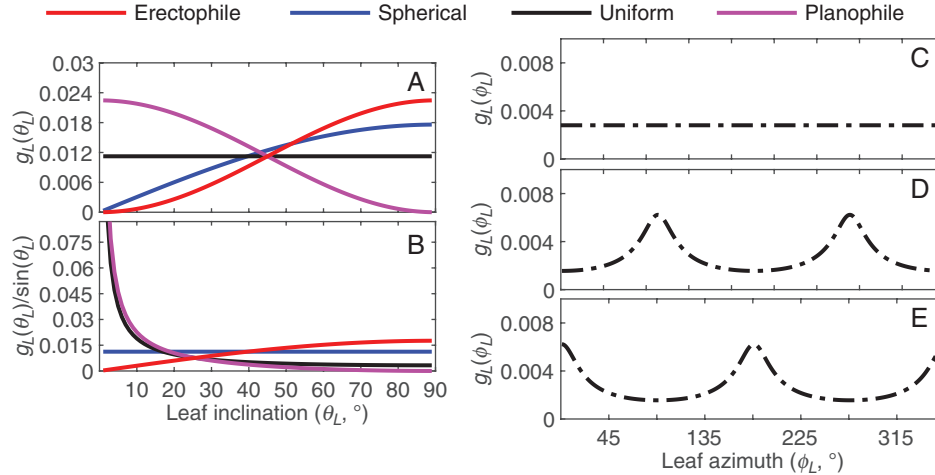 Erectophile Spherical Uniform Planophile
A
g_L(θ_L)
0.03
0.024
0.018
0.012
0.006
0
B
g_L(θ_L)/sin(θ_L)
0.075
0.06
0.045
0.03
0.015
0
10 20 30 40 50 60 70 80 90
Leaf inclination (θ_L, °)
C
g_L(ϕ_L)
0.008
0.004
0
D
g_L(ϕ_L)
0.008
0.004
0
E
g_L(ϕ_L)
0.008
0.004
0
45 135 225 315
Leaf azimuth (ϕ_L, °)